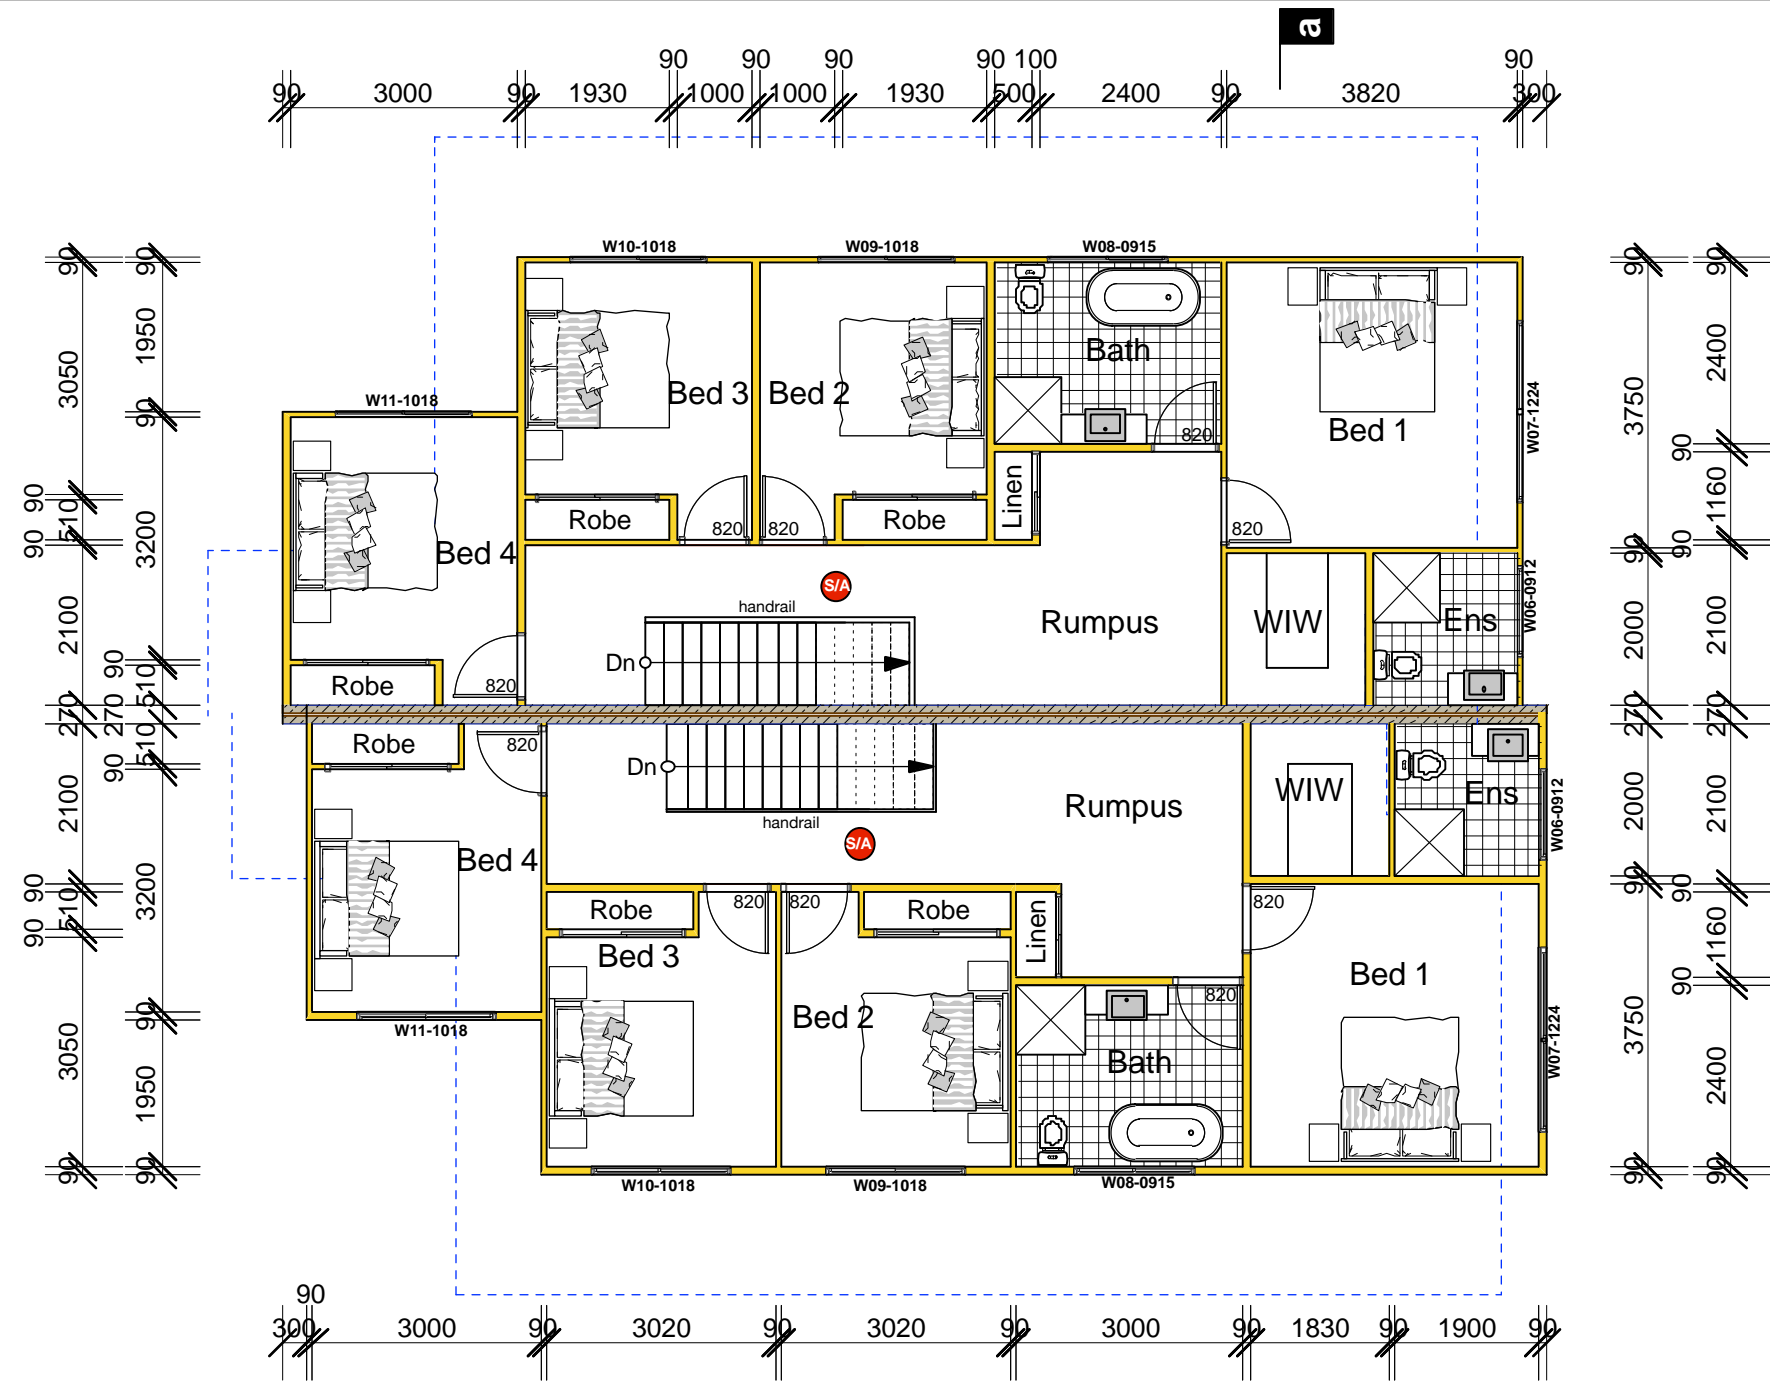 a
90 90 90 90 100 90
90 3000 90 1930 1000 1000 1930 500 2400 90 3820 300
W10-1018 W09-1018 W08-0915
90 90 90 90
3050 1950 3750 2400
Bath
W11-1018
Bed 3 Bed 2 Bed 1
W07-1224
820
90 510 90 3200 90 90 1160 90
Linen
Robe 820 820 Robe 820
Bed 4
S/A
W06-0912
handrail
2100 2000 2100
Rumpus WIW Ens
90 510
Dn
Robe 820
270 270 270 270
Robe 820
510 90
Dn
WIW Ens
Rumpus
2100 2000 2100
W06-0912
handrail
S/A
Bed 4
90 510 90 3200 90 90 1160 90
Robe 820 820 Robe 820
Linen
Bed 3 Bed 1
820
Bed 2
W11-1018 90
W07-1224
3050 1950 3750 2400
Bath
90 90 90 90
W10-1018 W09-1018 W08-0915
90
300 3000 90 3020 90 3020 90 3000 90 1830 90 1900 90